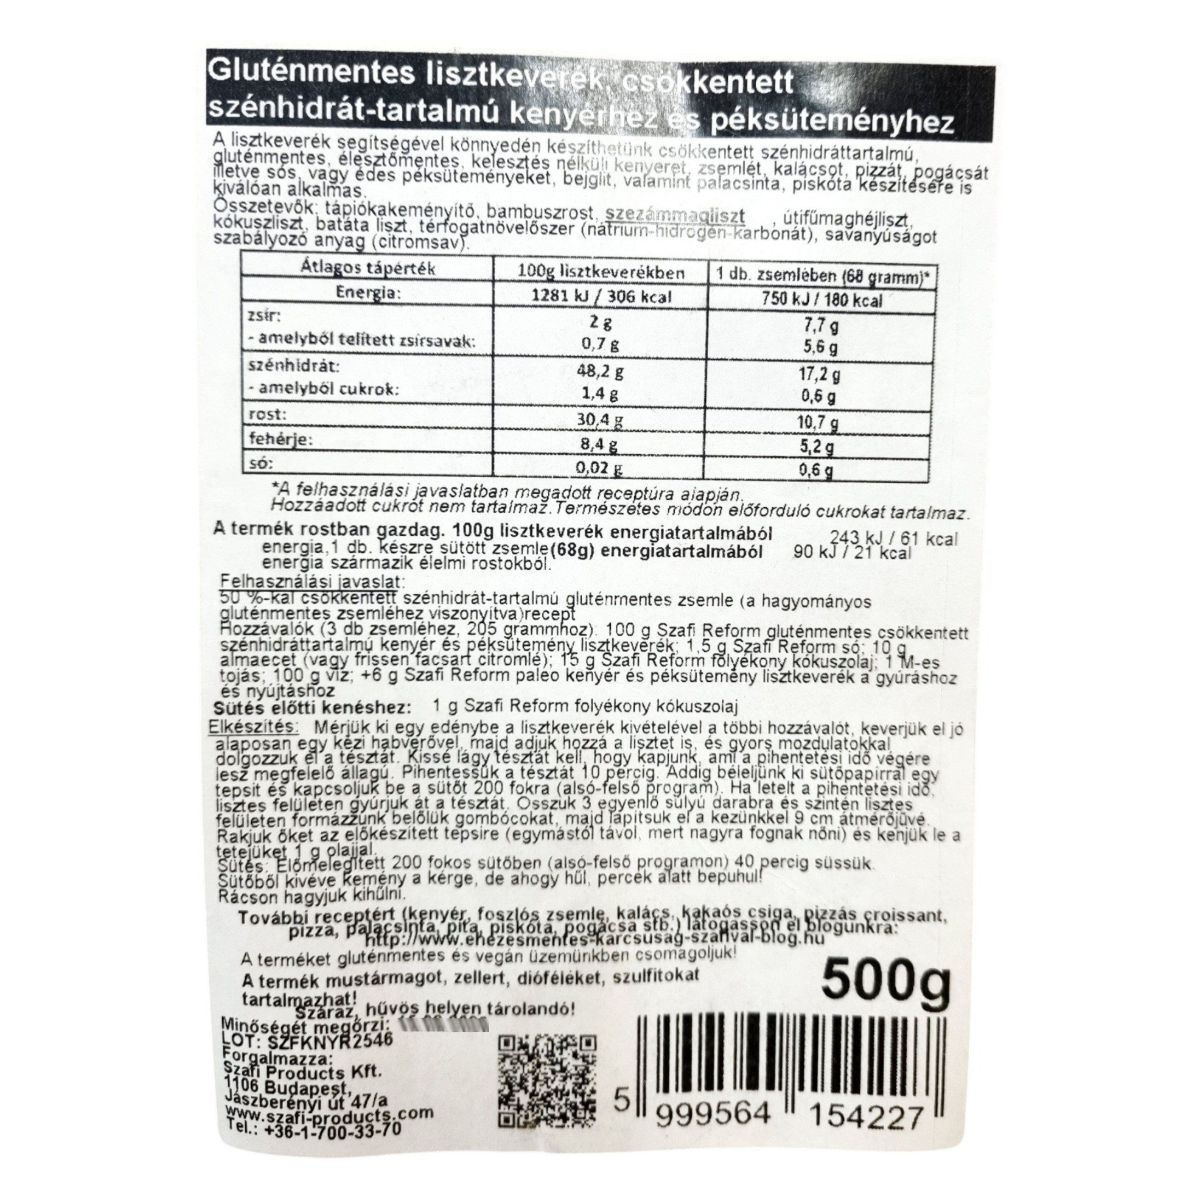 Gluténmentes lisztkeverék, csökkentett
szénhidrát-tartalmú kenyérhez és péksüteményhez
A lisztkeverék segítségével könnyedén készíthetünk csökkentett szénhidráttartalmú,
gluténmentes, élesztőmentes, kelesztés nélküli kenyeret, zsemlét, kalácsot, pizzát, pogácsát
illetve sós, vagy édes péksüteményeket, bejglit, valamint palacsinta, piskóta készítésére is
kiválóan alkalmas.
Összetevők: tápiókakeményítő, bambuszrost, szezámmagliszt , útifűmaghéjliszt,
kókuszliszt, batáta liszt, térfogatnövelőszer (nátrium-hidrogén-karbonát), savanyúságot
szabályozó anyag (citromsav).
Átlagos tápérték 100g lisztkeverékben 1 db. zsemlében (68 gramm)*
Energia: 1281 kJ / 306 kcal 750 kJ / 180 kcal
zsír: 2 g 7,7 g
- amelyből telített zsírsavak: 0,7 g 5,6 g
szénhidrát: 48,2 g 17,2 g
- amelyből cukrok: 1,4 g 0,6 g
rost: 30,4 g 10,7 g
fehérje: 8,4 g 5,2 g
só: 0,02 g 0,6 g
*A felhasználási javaslatban megadott receptúra alapján.
Hozzáadott cukrot nem tartalmaz. Természetes módon előforduló cukrokat tartalmaz.
A termék rostban gazdag. 100g lisztkeverék energiatartalmából 243 kJ / 61 kcal
energia, 1 db. készre sütött zsemle (68g) energiatartalmából 90 kJ / 21 kcal
energia származik élelmi rostokból.
Felhasználási javaslat:
50 %-kal csökkentett szénhidrát-tartalmú gluténmentes zsemle (a hagyományos
gluténmentes zsemléhez viszonyítva)recept
Hozzávalók (3 db zsemléhez, 205 grammhoz): 100 g Szafi Reform gluténmentes csökkentett
szénhidráttartalmú kenyér és péksütemény lisztkeverék; 1,5 g Szafi Reform só; 10 g
almaecet (vagy frissen facsart citromlé); 15 g Szafi Reform folyékony kókuszolaj; 1 M-es
tojás; 100 g víz; +6 g Szafi Reform paleo kenyér és péksütemény lisztkeverék a gyúráshoz
és nyújtáshoz
Sütés előtti kenéshez: 1 g Szafi Reform folyékony kókuszolaj
Elkészítés: Mérjük ki egy edénybe a lisztkeverék kivételével a többi hozzávalót, keverjük el jó
alaposan egy kézi habverővel, majd adjuk hozzá a lisztet is, és gyors mozdulatokkal
dolgozzuk el a tésztát. Kissé lágy tésztát kell, hogy kapjunk, ami a pihentetési idő végére
lesz megfelelő állagú. Pihentessük a tésztát 10 percig. Addig béleljünk ki sütőpapírral egy
tepsit és kapcsoljuk be a sütőt 200 fokra (alsó-felső program). Ha letelt a pihentetési idő,
lisztes felületen gyúrjuk át a tésztát. Osszuk 3 egyenlő súlyú darabra és szintén lisztes
felületen formázzunk belőlük gombócokat, majd lapítsuk el a kezünkkel 9 cm átmérőjűvé.
Rakjuk őket az előkészített tepsire (egymástól távol, mert nagyra fognak nőni) és kenjük le a
tetejüket 1 g olajjal.
Sütés: Előmelegített 200 fokos sütőben (alsó-felső programon) 40 percig süssük.
Sütőből kivéve kemény a kérge, de ahogy hűl, percek alatt bepuhul!
Rácson hagyjuk kihűlni.
További receptért (kenyér, foszlós zsemle, kalács, kakaós csiga, pizzás croissant,
pizza, palacsinta, pita, piskóta, pogácsa stb.) látogasson el blogunkra:
http://www.ehezesmentes-karcsusag-szafival-blog.hu
A terméket gluténmentes és vegán üzemünkben csomagoljuk!
A termék mustármagot, zellert, dióféléket, szulfitokat
tartalmazhat!
500g
Száraz, hűvös helyen tárolandó!
Minőségét megőrzi:
LOT: SZFKNYR2546
Forgalmazza:
Szafi Products Kft.
1106 Budapest,
Jászberényi út 47/a
www.szafi-products.com
Tel.: +36-1-700-33-70
5 999564 154227